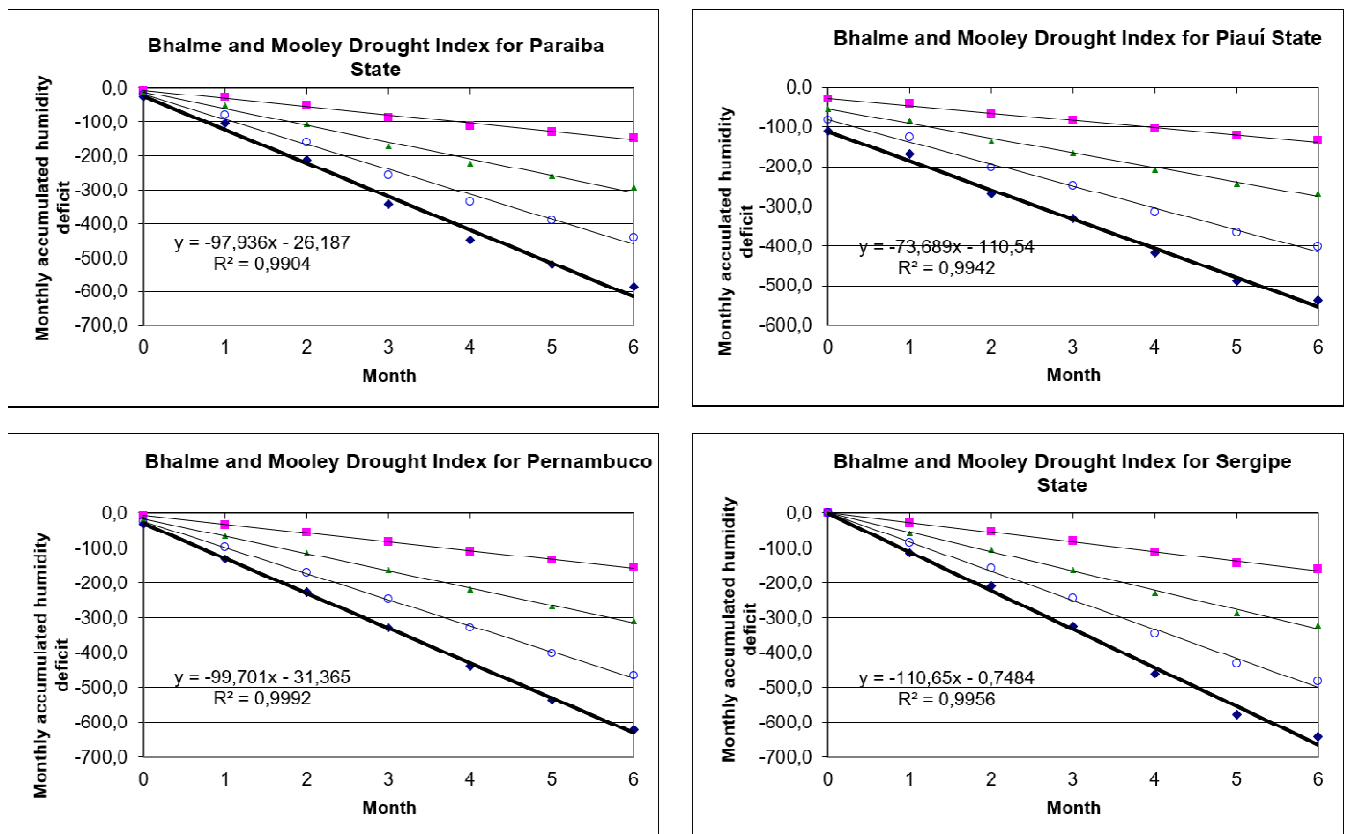 Bhalme and Mooley Drought Index for Paraiba
State
Monthly accumulated humidity
deficit
0,0
-100,0
-200,0
-300,0
-400,0
-500,0
-600,0
-700,0
y = -97,936x - 26,187
R² = 0,9904
0 1 2 3 4 5 6
Month
Bhalme and Mooley Drought Index for Piauí State
Monthly accuulated humidity
deficit
0,0
-100,0
-200,0
-300,0
-400,0
-500,0
-600,0
y = -73,689x - 110,54
R² = 0,9942
0 1 2 3 4 5 6
Month
Bhalme and Mooley Drought Index for Pernambuco
Monthly accumulated humidity
deficit
0,0
-100,0
-200,0
-300,0
-400,0
-500,0
-600,0
-700,0
y = -99,701x - 31,365
R² = 0,9992
0 1 2 3 4 5 6
Month
Bhalme and Mooley Drought Index for Sergipe
State
Monthly accumulated humidity
deficit
0,0
-100,0
-200,0
-300,0
-400,0
-500,0
-600,0
-700,0
y = -110,65x - 0,7484
R² = 0,9956
0 1 2 3 4 5 6
Month